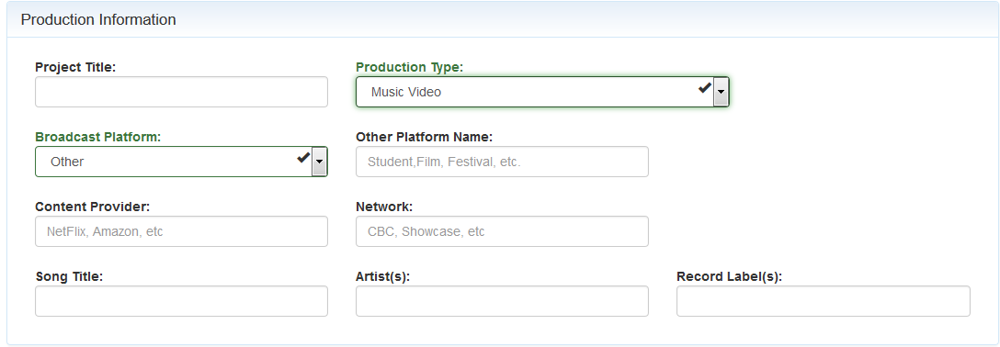 Production Information
Project Title:
Production Type:
Music Video
Broadcast Platform:
Other Platform Name:
Other
Student,Film, Festival, etc.
Content Provider:
Network:
NetFlix, Amazon, etc
CBC, Showcase, etc
Song Title:
Artist(s):
Record Label(s):